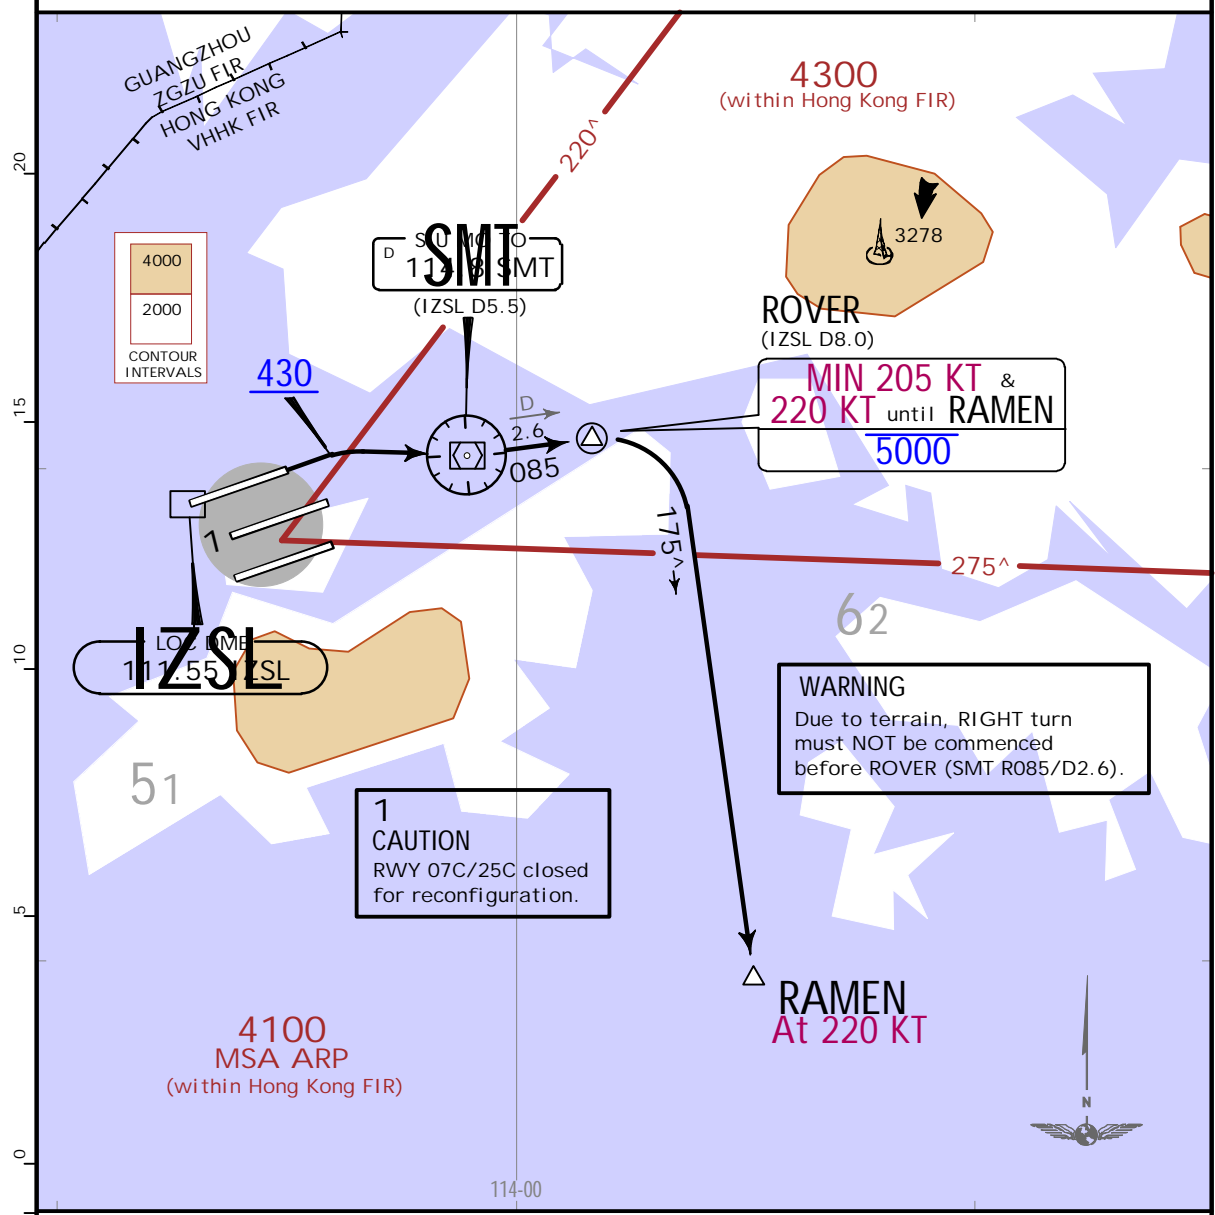 GUANGZHOU
ZGZU FIR
HONG KONG
VHHK FIR
4300
(within Hong Kong FIR)
220^
20
3278
SMT
D
114.8 SMT
(IZSL D5.5)
4000
2000
CONTOUR
INTERVALS
ROVER
(IZSL D8.0)
MIN 205 KT &
220 KT until RAMEN
5000
430
15
D
2.6
085
175^
275^
1
62
IZSL
LOC DME
111.55 IZSL
10
WARNING
Due to terrain, RIGHT turn
must NOT be commenced
before ROVER (SMT R085/D2.6).
51
1
CAUTION
RWY 07C/25C closed
for reconfiguration.
5
RAMEN
At 220 KT
4100
MSA ARP
(within Hong Kong FIR)
N
0
114-00